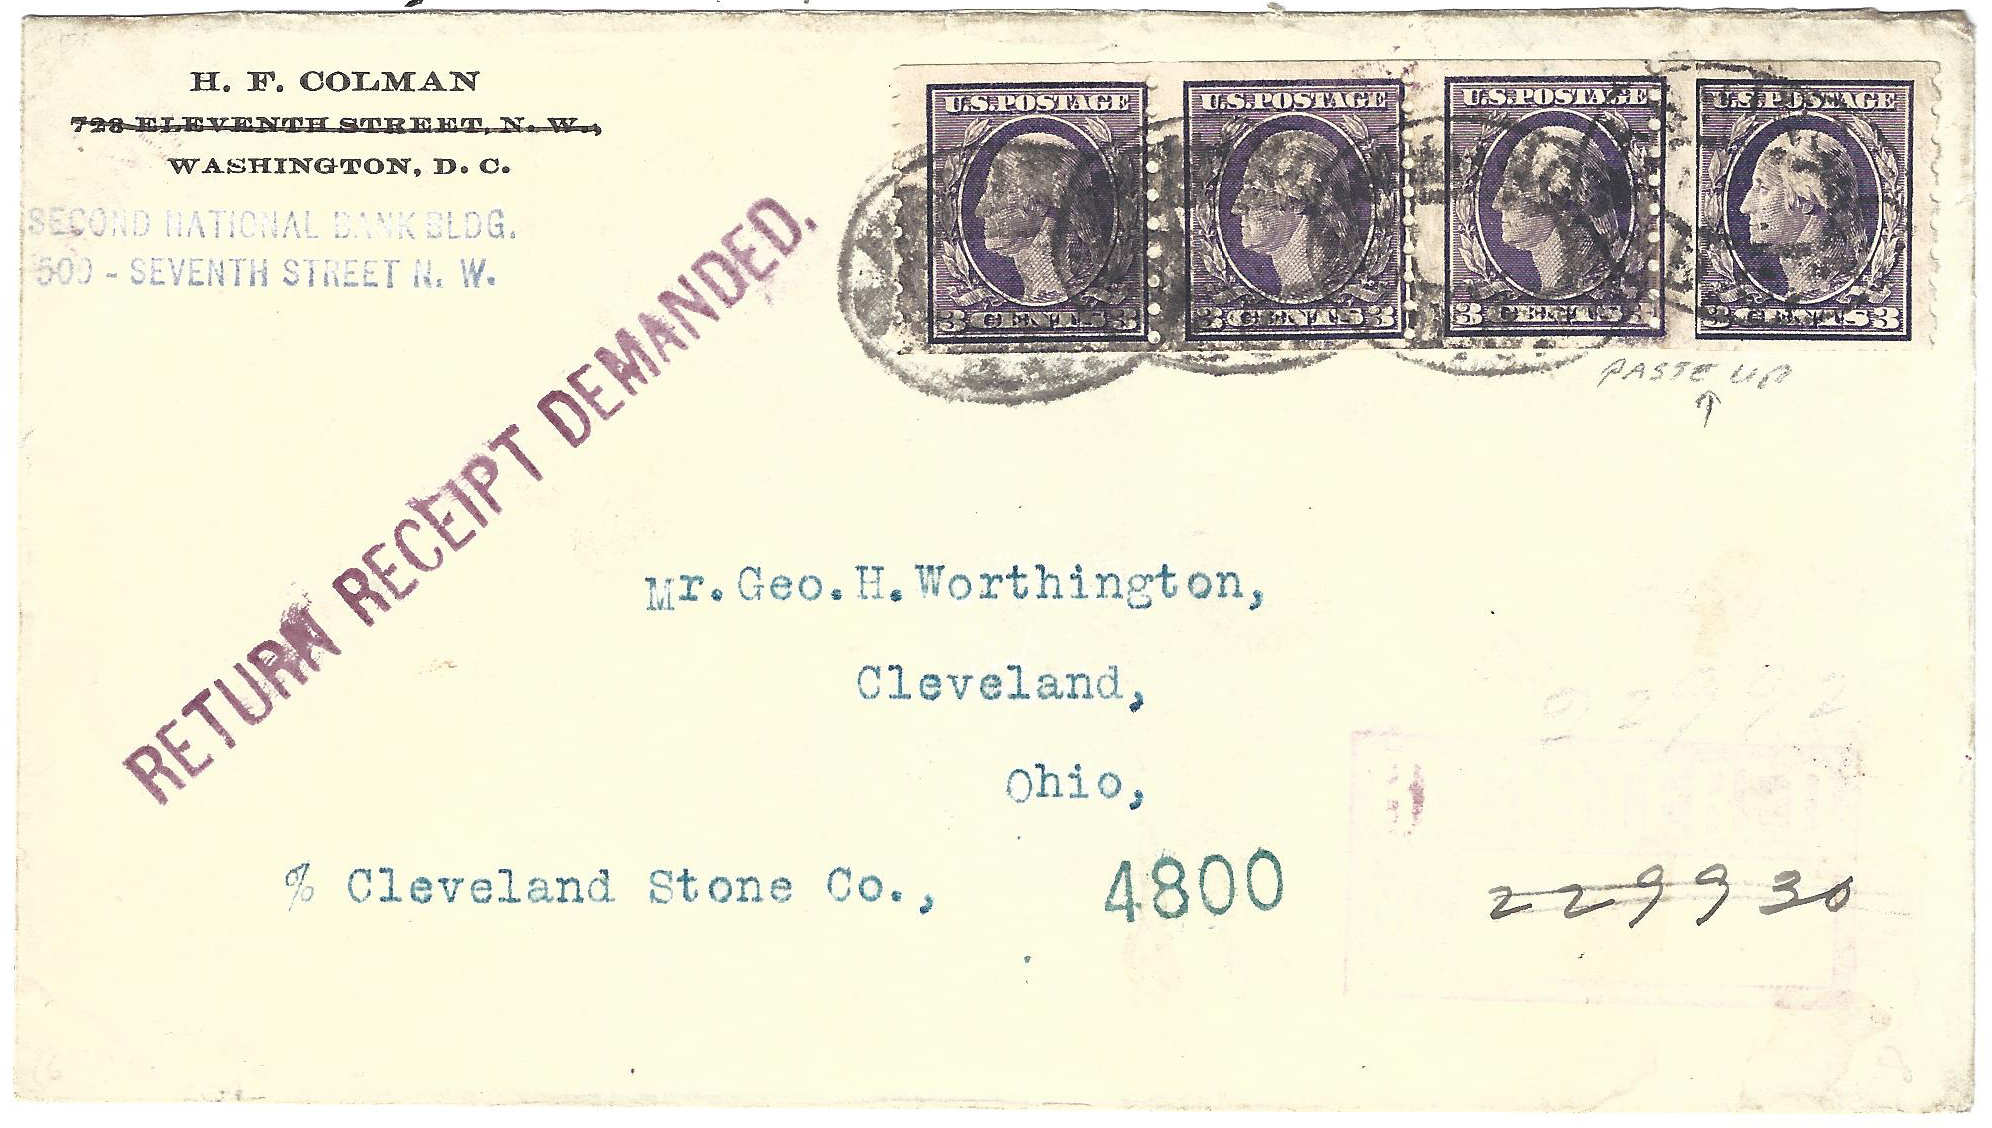 H. F. COLMAN
728 ELEVENTH STREET, N. W.,
WASHINGTON, D. C.
SECOND NATIONAL BANK BLDG.
509 - SEVENTH STREET N. W.
U.S. POSTAGE U.S. POSTAGE U.S. POSTAGE U.S. POSTAGE
3 CENTS 3 3 CENTS 3 3 CENTS 3 3 CENTS 3
PASTE UP
RETURN RECEIPT DEMANDED.
Mr. Geo. H. Worthington,
Cleveland,
Ohio,
% Cleveland Stone Co.,
4800
229930